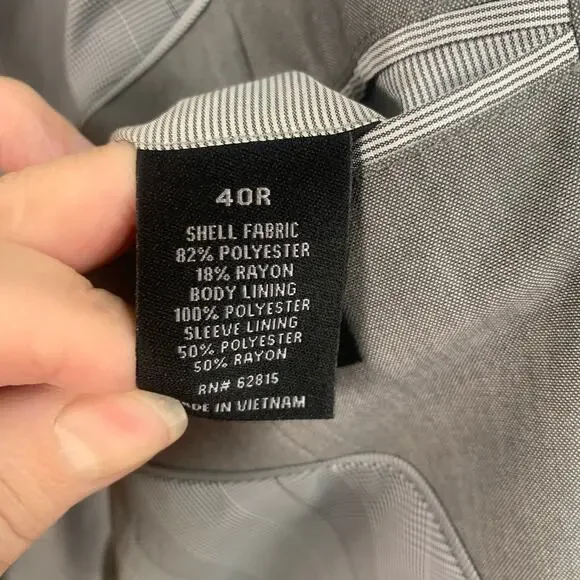 40R
SHELL FABRIC
82% POLYESTER
18% RAYON
BODY LINING
100% POLYESTER
SLEEVE LINING
50% POLYESTER
50% RAYON
RN# 62815
DE IN VIETNAM